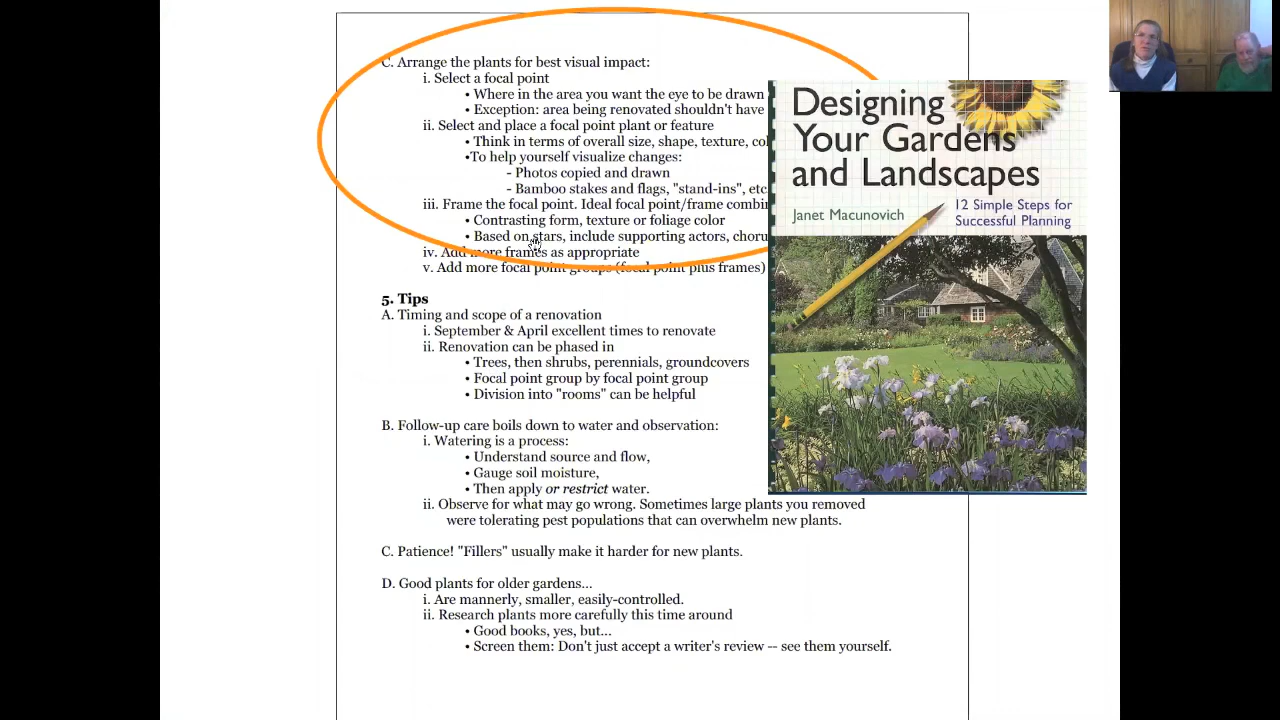 C. Arrange the plants for best visual impact:
i. Select a focal point
• Where in the area you want the eye to be drawn
• Exception: area being renovated shouldn't have
ii. Select and place a focal point plant or feature
• Think in terms of overall size, shape, texture,
•To help yourself visualize changes:
- Photos copied and drawn
- Bamboo stakes and flags, "stand-ins", etc
iii. Frame the focal point. Ideal focal point/frame
• Contrasting form, texture or foliage color
• Based on stars, include supporting actors,
iv. Add more frames as appropriate
v. Add more focal point groups (focal point plus frames)
Designing
Your Gardens
and Landscapes
12 Simple Steps for
Successful Planning
Janet Macunovich
5. Tips
A. Timing and scope of a renovation
i. September & April excellent times to renovate
ii. Renovation can be phased in
• Trees, then shrubs, perennials, groundcovers
• Focal point group by focal point group
• Division into "rooms" can be helpful
B. Follow-up care boils down to water and observation:
i. Watering is a process:
• Understand source and flow,
• Gauge soil moisture,
• Then apply or restrict water.
ii. Observe for what may go wrong. Sometimes large plants you removed
were tolerating pest populations that can overwhelm new plants.
C. Patience! "Fillers" usually make it harder for new plants.
D. Good plants for older gardens...
i. Are mannerly, smaller, easily-controlled.
ii. Research plants more carefully this time around
• Good books, yes, but...
• Screen them: Don't just accept a writer's review -- see them yourself.